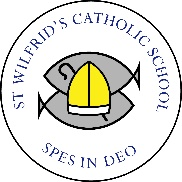 ST WILFRID'S CATHOLIC SCHOOL
SPES IN DEO